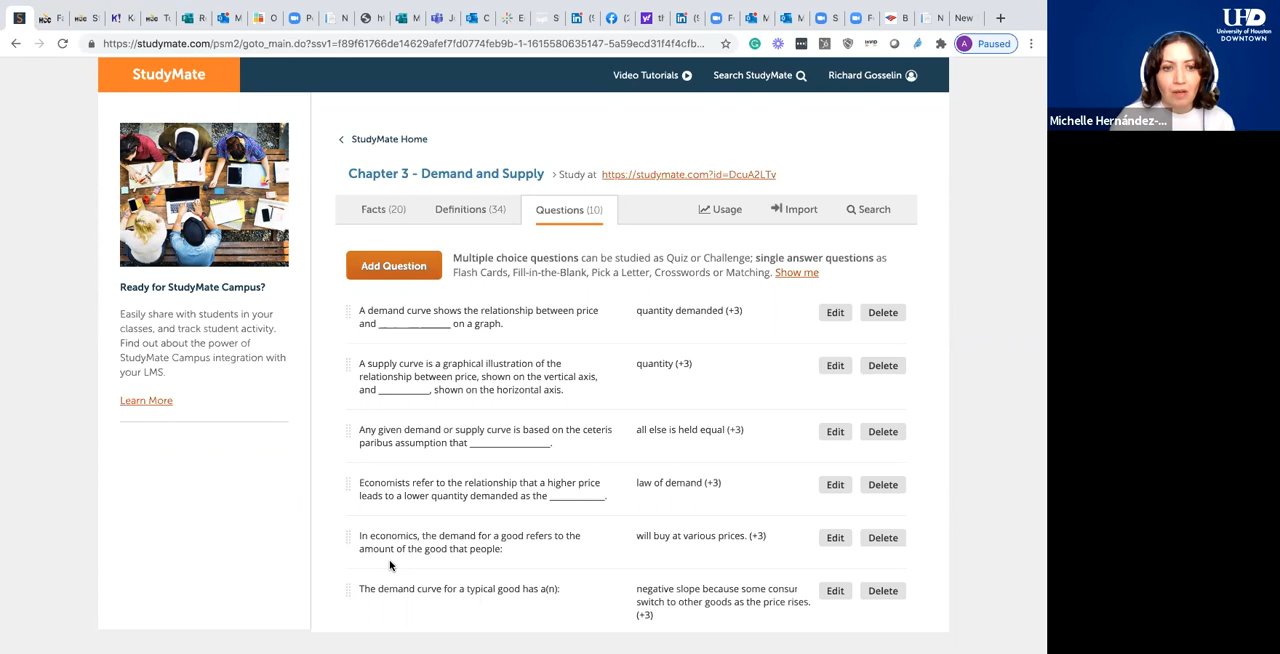 https://studymate.com/psm2/goto_main.do?ssv1=f89f61766de14629afef7fd0774feb9b-1-1615580635147-5a59ecd31f4f4cfb...
A Paused
UHD
University of Houston
DOWNTOWN
Michelle Hernández-...
StudyMate
Video Tutorials
Search StudyMate
Richard Gosselin
StudyMate Home
Chapter 3 - Demand and Supply
> Study at https://studymate.com?id=DcuA2LTv
Facts (20)
Definitions (34)
Questions (10)
Usage
Import
Search
Ready for StudyMate Campus?
Easily share with students in your
classes, and track student activity.
Find out about the power of
StudyMate Campus integration with
your LMS.
Learn More
Add Question
Multiple choice questions can be studied as Quiz or Challenge; single answer questions as
Flash Cards, Fill-in-the-Blank, Pick a Letter, Crosswords or Matching. Show me
A demand curve shows the relationship between price
and ______________ on a graph.
quantity demanded (+3)
Edit
Delete
A supply curve is a graphical illustration of the
relationship between price, shown on the vertical axis,
and __________, shown on the horizontal axis.
quantity (+3)
Edit
Delete
Any given demand or supply curve is based on the ceteris
paribus assumption that ________________.
all else is held equal (+3)
Edit
Delete
Economists refer to the relationship that a higher price
leads to a lower quantity demanded as the ___________.
law of demand (+3)
Edit
Delete
In economics, the demand for a good refers to the
amount of the good that people:
will buy at various prices. (+3)
Edit
Delete
The demand curve for a typical good has a(n):
negative slope because some consur
switch to other goods as the price rises.
(+3)
Edit
Delete